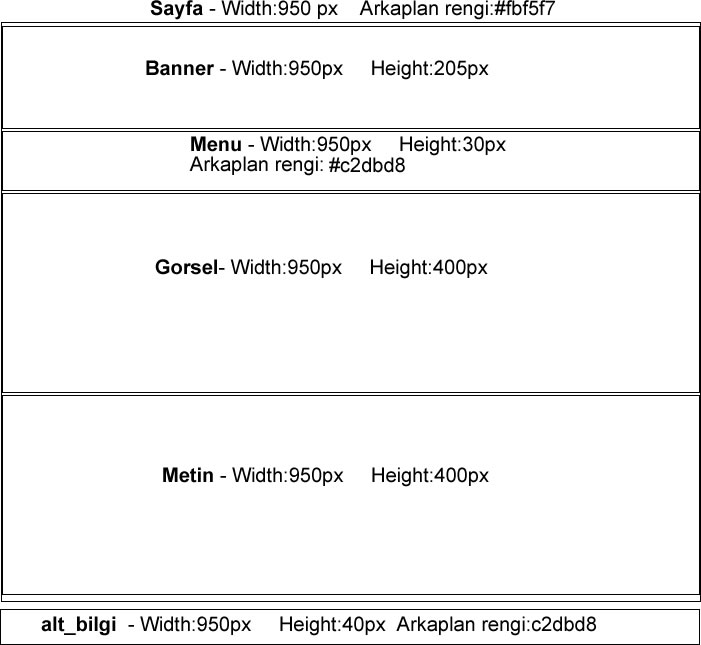 Sayfa - Width:950 px Arkaplan rengi:#fbf5f7
Banner - Width:950px Height:205px
Menu - Width:950px Height:30px
Arkaplan rengi: #c2dbd8
Gorsel- Width:950px Height:400px
Metin - Width:950px Height:400px
alt_bilgi - Width:950px Height:40px Arkaplan rengi:c2dbd8